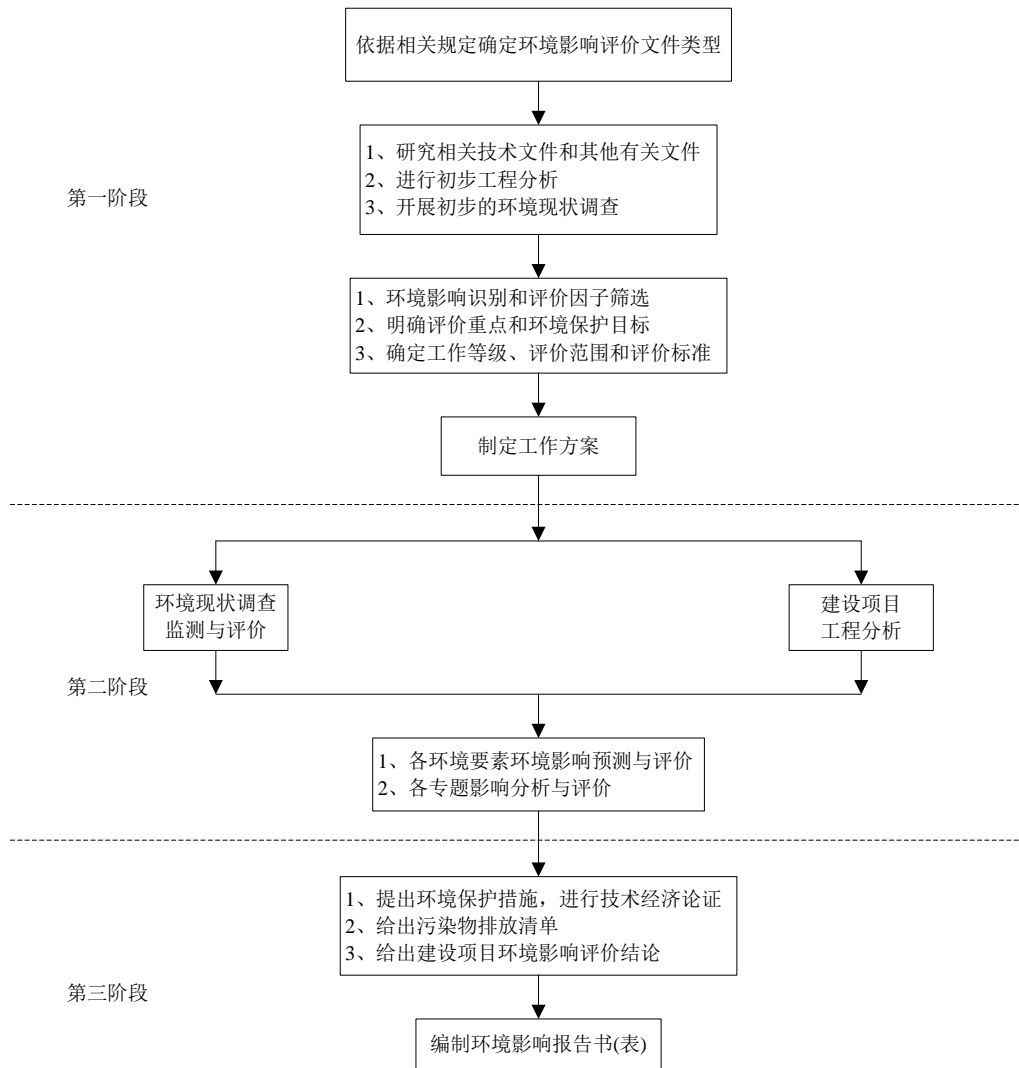 依据相关规定确定环境影响评价文件类型
1、研究相关技术文件和其他有关文件
2、进行初步工程分析
3、开展初步的环境现状调查
第一阶段
1、环境影响识别和评价因子筛选
2、明确评价重点和环境保护目标
3、确定工作等级、评价范围和评价标准
制定工作方案
环境现状调查
监测与评价
建设项目
工程分析
第二阶段
1、各环境要素环境影响预测与评价
2、各专题影响分析与评价
1、提出环境保护措施，进行技术经济论证
2、给出污染物排放清单
3、给出建设项目环境影响评价结论
第三阶段
编制环境影响报告书(表)